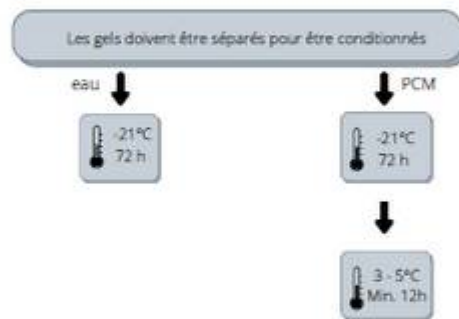 Les gels doivent être séparés pour être conditionnés
eau
PCM
-21°C
72 h
-21°C
72 h
3 - 5°C
Min. 12h